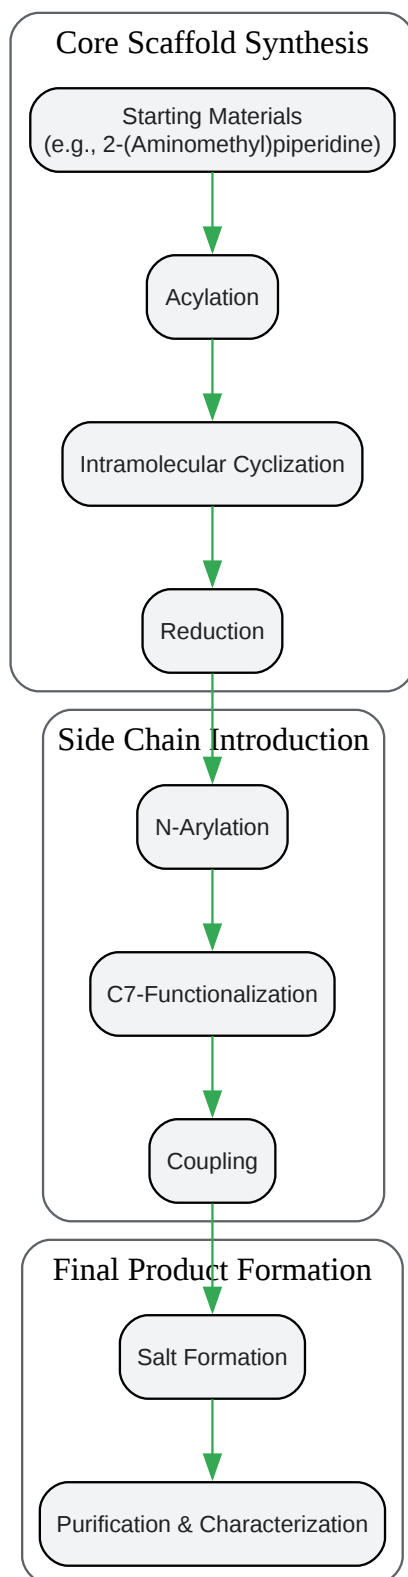 Core Scaffold Synthesis
Starting Materials
(e.g., 2-(Aminomethyl)piperidine)
Acylation
Intramolecular Cyclization
Reduction
Side Chain Introduction
N-Arylation
C7-Functionalization
Coupling
Final Product Formation
Salt Formation
Purification & Characterization